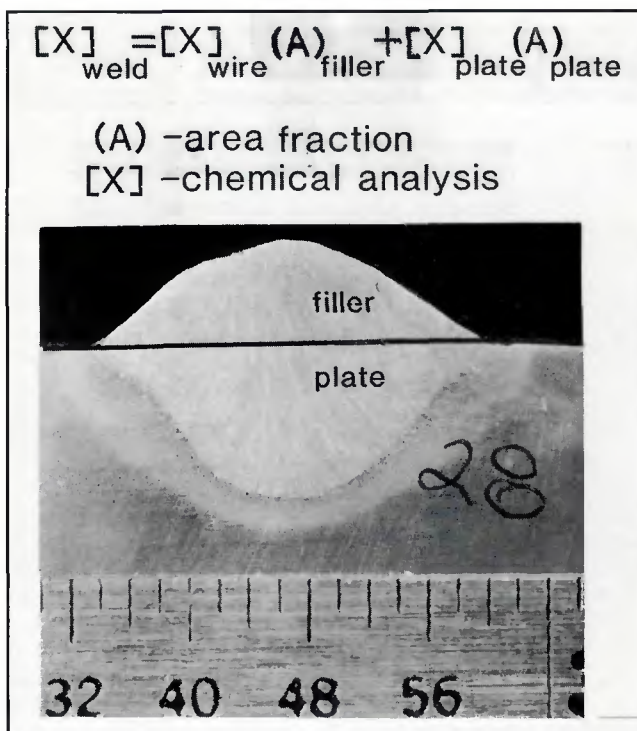 [X]weld=[X]wire(A)filler+[X]plate(A)plate
(A) -area fraction
[X] -chemical analysis
filler
plate
28
32 40 48 56